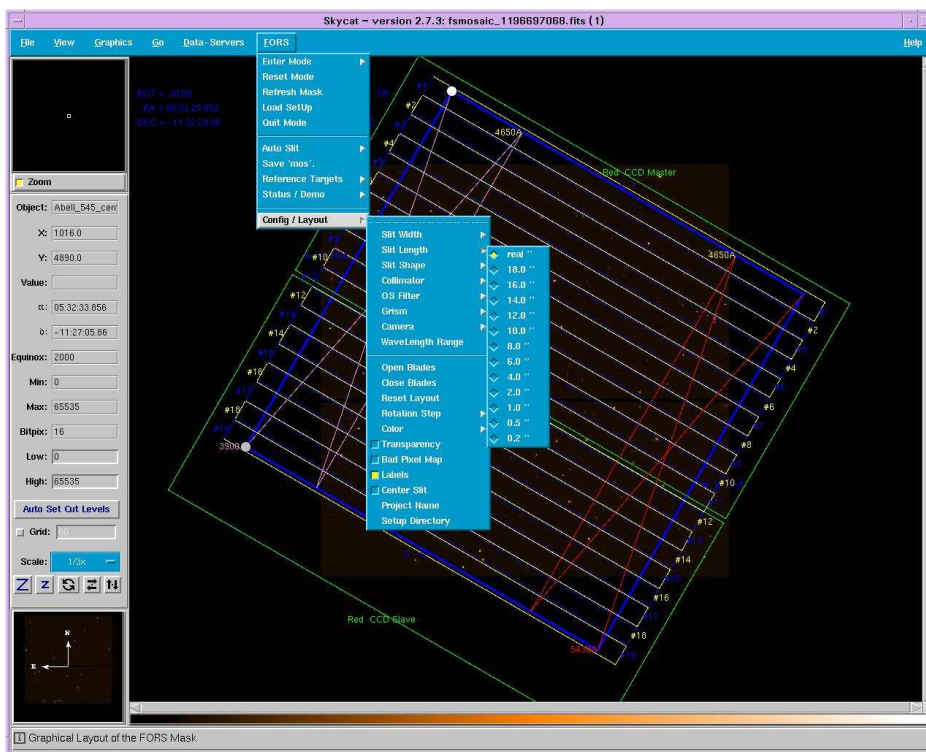 Skycat - version 2.7.3: fsmosaic_1196697068.fits (1)
File View Graphics Go Data-Servers FORS Help
Enter Mode
Reset Mode
Refresh Mask
Load SetUp
Quit Mode
Auto Slit
Save 'mos'.
Reference Targets
Status / Demo
Config / Layout
Slit Width
Slit Length
Slit Shape
Collimator
OS Filter
Grism
Camera
WaveLength Range
Open Blades
Close Blades
Reset Layout
Rotation Step
Color
Transparency
Bad Pixel Map
Labels
Center Slit
Project Name
Setup Directory
real "
18.0 "
16.0 "
14.0 "
12.0 "
10.0 "
8.0 "
6.0 "
4.0 "
2.0 "
1.0 "
0.5 "
0.2 "
Zoom
Object: Abell_545_cen
X: 1016.0
Y: 4890.0
Value:
α: 05:32:33.856
δ: -11:27:05.86
Equinox: 2000
Min: 0
Max: 65535
Bitpix: 16
Low: 0
High: 65535
Auto Set Cut Levels
Grid:
Scale: 1/3x
Z z
N
E
#1
#2
#4
#10
#12
#14
#16
#18
3900
4650A
Red CCD Master
4650A
#2
#4
#6
#8
#10
#12
#14
#16
#18
Red CCD Slave
Graphical Layout of the FORS Mask